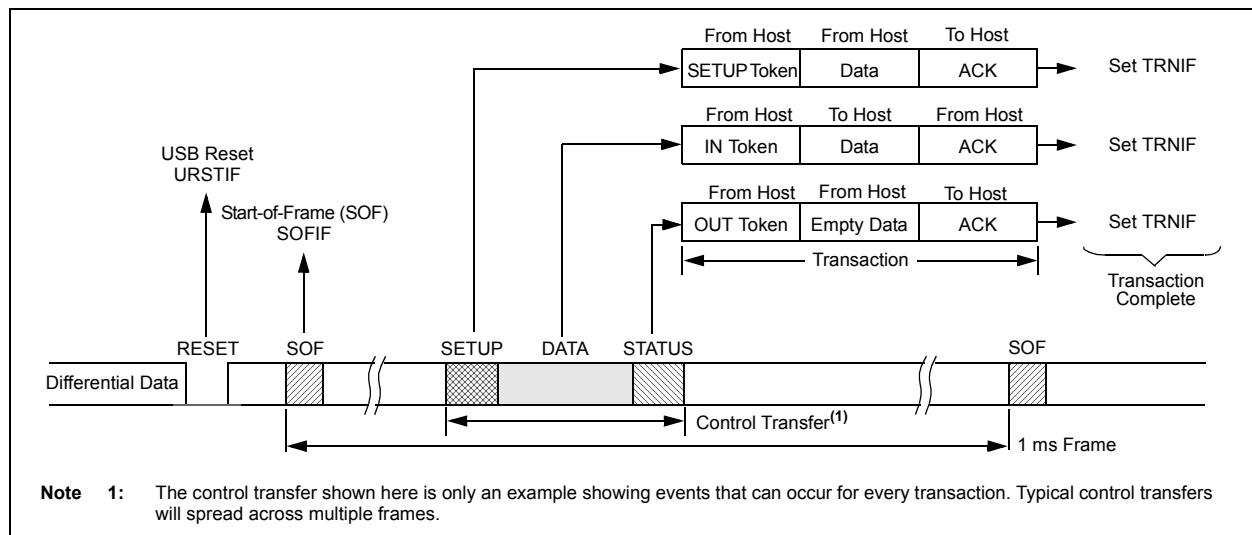 From Host From Host To Host
SETUP Token Data ACK Set TRNIF
From Host To Host From Host
IN Token Data ACK Set TRNIF
USB Reset
URSTIF
From Host From Host To Host
Start-of-Frame (SOF)
SOFIF
OUT Token Empty Data ACK Set TRNIF
Transaction
Transaction
Complete
RESET SOF SETUP DATA STATUS SOF
Differential Data
Control Transfer(1)
1 ms Frame
Note 1: The control transfer shown here is only an example showing events that can occur for every transaction. Typical control transfers
will spread across multiple frames.